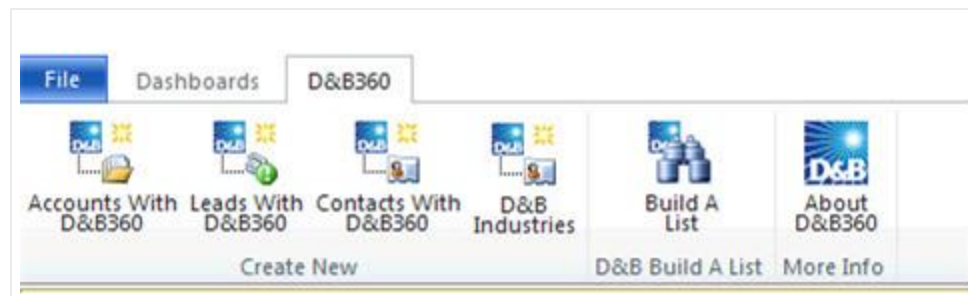 File Dashboards D&B360
D&B D&B D&B D&B D&B D&B
Accounts With Leads With Contacts With D&B Build A About
D&B360 D&B360 D&B360 Industries List D&B360
Create New D&B Build A List More Info